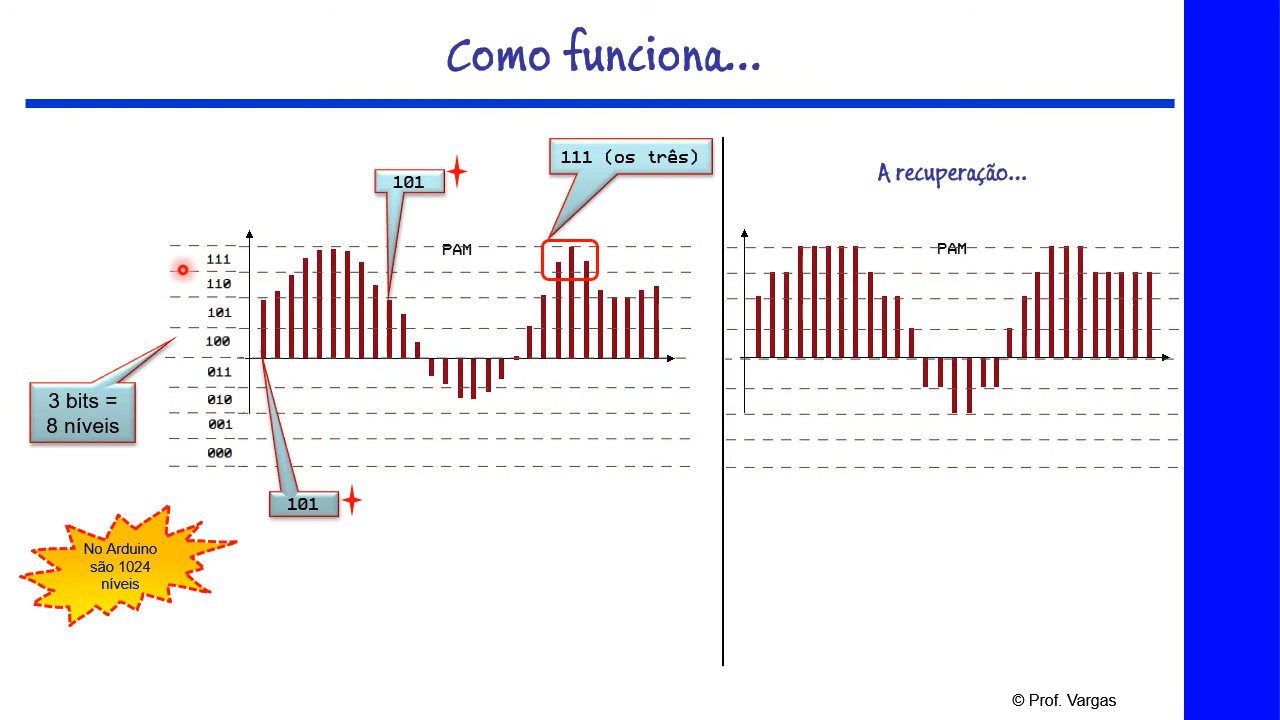 Como funciona...
111 (os três)
101
A recuperação...
PAM
PAM
111
110
101
100
011
010
001
000
3 bits =
8 níveis
101
No Arduino
são 1024
níveis
© Prof. Vargas